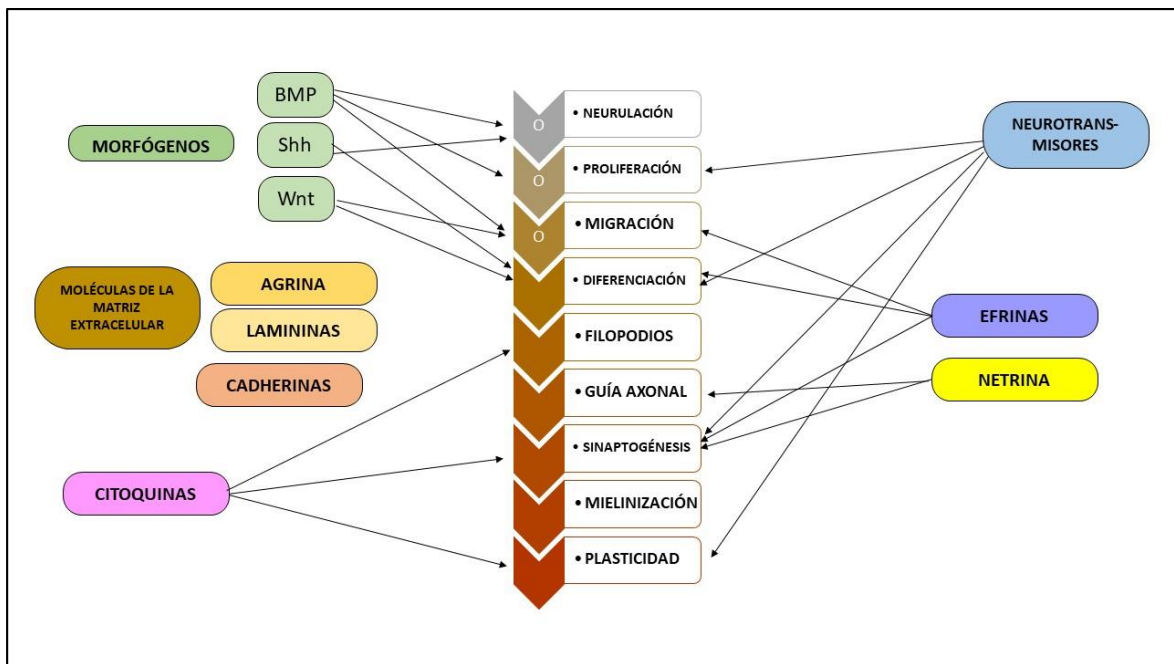 MORFÓGENOS
BMP
Shh
Wnt
MOLÉCULAS DE LA
MATRIZ
EXTRACELULAR
AGRINA
LAMININAS
CADHERINAS
CITOQUINAS
O
• NEURULACIÓN
O
• PROLIFERACIÓN
O
• MIGRACIÓN
• DIFERENCIACIÓN
• FILOPODIOS
• GUÍA AXONAL
• SINAPTOGÉNESIS
• MIELINIZACIÓN
• PLASTICIDAD
NEUROTRANS-
MISORES
EFRINAS
NETRINA